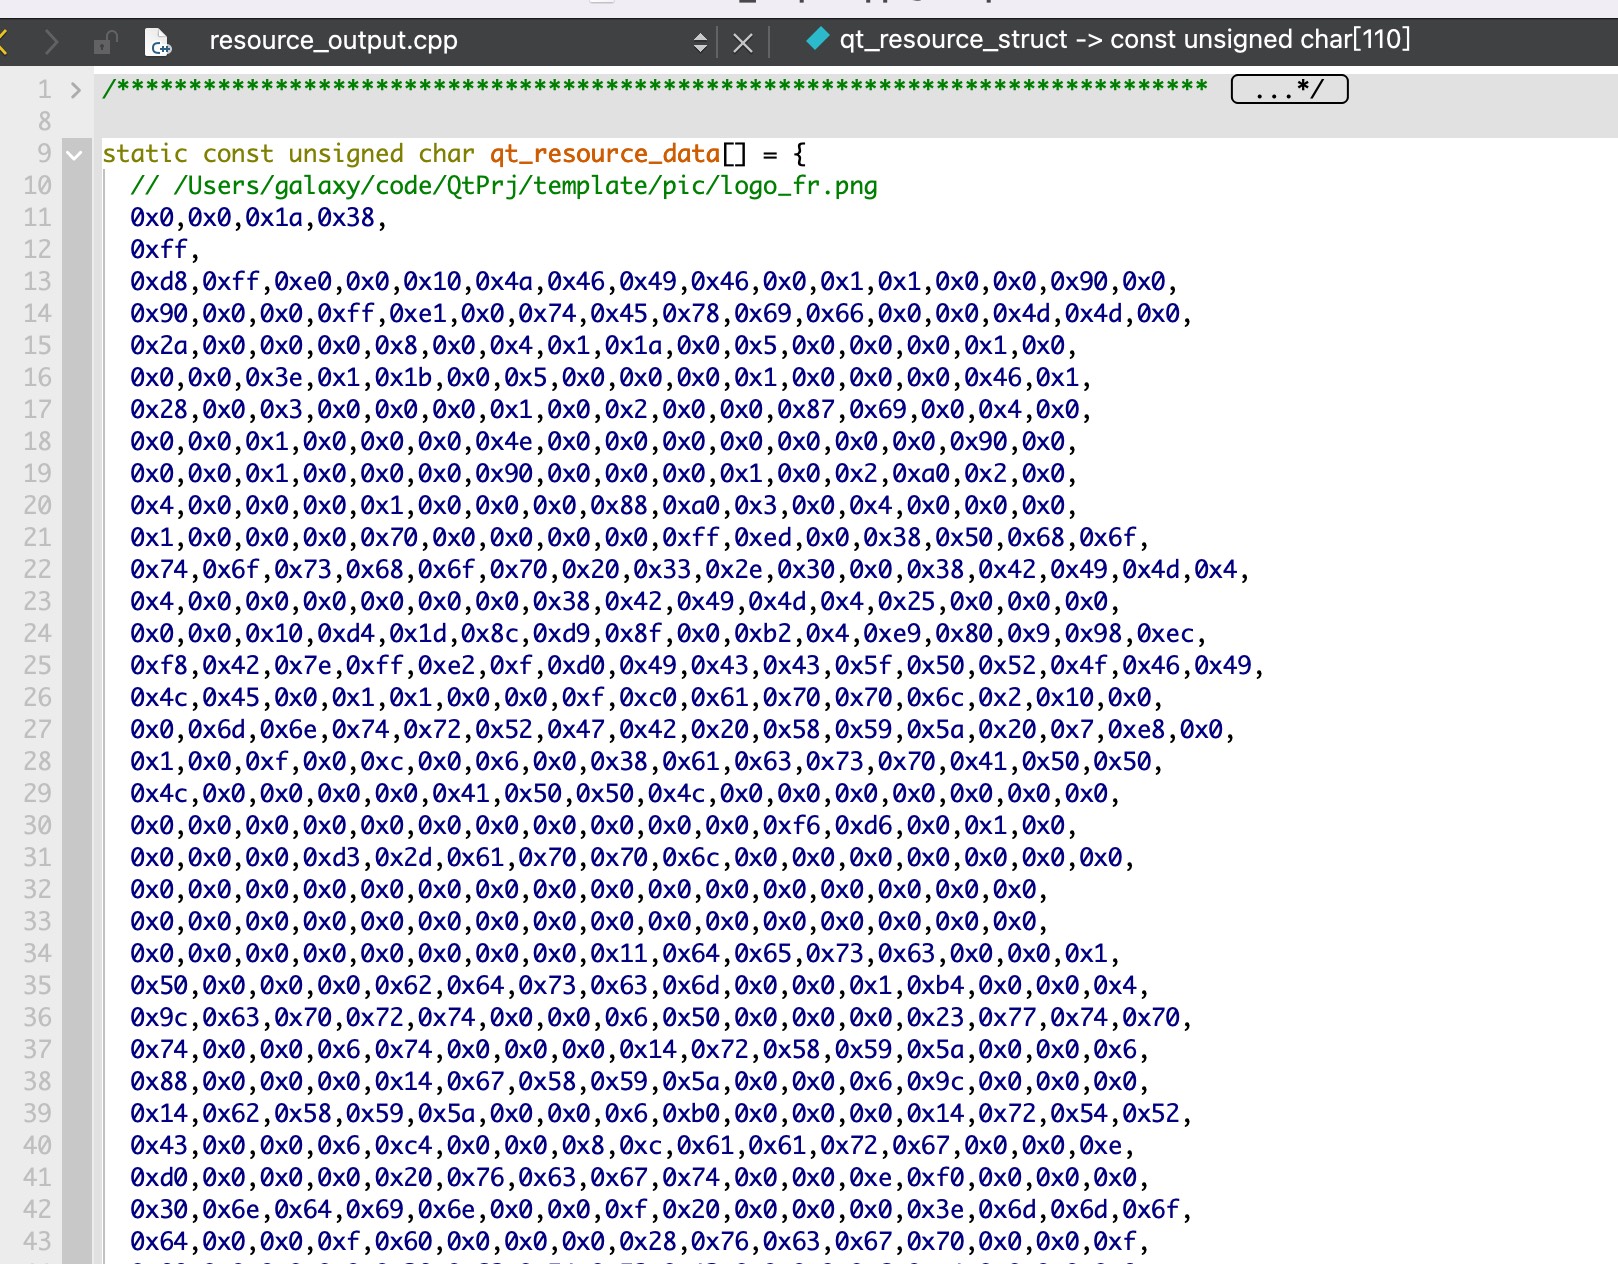 resource_output.cpp
qt_resource_struct -> const unsigned char[110]
1 /**************************************************************************** ...*/
8
9 static const unsigned char qt_resource_data[] = {
10 // /Users/galaxy/code/QtPrj/template/pic/logo_fr.png
11 0x0,0x0,0x1a,0x38,
12 0xff,
13 0xd8,0xff,0xe0,0x0,0x10,0x4a,0x46,0x49,0x46,0x0,0x1,0x1,0x0,0x0,0x90,0x0,
14 0x90,0x0,0x0,0xff,0xe1,0x0,0x74,0x45,0x78,0x69,0x66,0x0,0x0,0x4d,0x4d,0x0,
15 0x2a,0x0,0x0,0x0,0x8,0x0,0x4,0x1,0x1a,0x0,0x5,0x0,0x0,0x0,0x1,0x0,
16 0x0,0x0,0x3e,0x1,0x1b,0x0,0x5,0x0,0x0,0x0,0x1,0x0,0x0,0x0,0x46,0x1,
17 0x28,0x0,0x3,0x0,0x0,0x0,0x1,0x0,0x2,0x0,0x0,0x87,0x69,0x0,0x4,0x0,
18 0x0,0x0,0x1,0x0,0x0,0x0,0x4e,0x0,0x0,0x0,0x0,0x0,0x0,0x0,0x90,0x0,
19 0x0,0x0,0x1,0x0,0x0,0x0,0x90,0x0,0x0,0x0,0x1,0x0,0x2,0xa0,0x2,0x0,
20 0x4,0x0,0x0,0x0,0x1,0x0,0x0,0x0,0x88,0xa0,0x3,0x0,0x4,0x0,0x0,0x0,
21 0x1,0x0,0x0,0x0,0x70,0x0,0x0,0x0,0x0,0xff,0xed,0x0,0x38,0x50,0x68,0x6f,
22 0x74,0x6f,0x73,0x68,0x6f,0x70,0x20,0x33,0x2e,0x30,0x0,0x38,0x42,0x49,0x4d,0x4,
23 0x4,0x0,0x0,0x0,0x0,0x0,0x0,0x38,0x42,0x49,0x4d,0x4,0x25,0x0,0x0,0x0,
24 0x0,0x0,0x10,0xd4,0x1d,0x8c,0xd9,0x8f,0x0,0xb2,0x4,0xe9,0x80,0x9,0x98,0xec,
25 0xf8,0x42,0x7e,0xff,0xe2,0xf,0xd0,0x49,0x43,0x43,0x5f,0x50,0x52,0x4f,0x46,0x49,
26 0x4c,0x45,0x0,0x1,0x1,0x0,0x0,0xf,0xc0,0x61,0x70,0x70,0x6c,0x2,0x10,0x0,
27 0x0,0x6d,0x6e,0x74,0x72,0x52,0x47,0x42,0x20,0x58,0x59,0x5a,0x20,0x7,0xe8,0x0,
28 0x1,0x0,0xf,0x0,0xc,0x0,0x6,0x0,0x38,0x61,0x63,0x73,0x70,0x41,0x50,0x50,
29 0x4c,0x0,0x0,0x0,0x0,0x41,0x50,0x50,0x4c,0x0,0x0,0x0,0x0,0x0,0x0,0x0,
30 0x0,0x0,0x0,0x0,0x0,0x0,0x0,0x0,0x0,0x0,0x0,0xf6,0xd6,0x0,0x1,0x0,
31 0x0,0x0,0x0,0xd3,0x2d,0x61,0x70,0x70,0x6c,0x0,0x0,0x0,0x0,0x0,0x0,0x0,
32 0x0,0x0,0x0,0x0,0x0,0x0,0x0,0x0,0x0,0x0,0x0,0x0,0x0,0x0,0x0,0x0,
33 0x0,0x0,0x0,0x0,0x0,0x0,0x0,0x0,0x0,0x0,0x0,0x0,0x0,0x0,0x0,0x0,
34 0x0,0x0,0x0,0x0,0x0,0x0,0x0,0x0,0x11,0x64,0x65,0x73,0x63,0x0,0x0,0x1,
35 0x50,0x0,0x0,0x0,0x62,0x64,0x73,0x63,0x6d,0x0,0x0,0x1,0xb4,0x0,0x0,0x4,
36 0x9c,0x63,0x70,0x72,0x74,0x0,0x0,0x6,0x50,0x0,0x0,0x0,0x23,0x77,0x74,0x70,
37 0x74,0x0,0x0,0x6,0x74,0x0,0x0,0x0,0x14,0x72,0x58,0x59,0x5a,0x0,0x0,0x6,
38 0x88,0x0,0x0,0x0,0x14,0x67,0x58,0x59,0x5a,0x0,0x0,0x6,0x9c,0x0,0x0,0x0,
39 0x14,0x62,0x58,0x59,0x5a,0x0,0x0,0x6,0xb0,0x0,0x0,0x0,0x14,0x72,0x54,0x52,
40 0x43,0x0,0x0,0x6,0xc4,0x0,0x0,0x8,0xc,0x61,0x61,0x72,0x67,0x0,0x0,0xe,
41 0xd0,0x0,0x0,0x0,0x20,0x76,0x63,0x67,0x74,0x0,0x0,0xe,0xf0,0x0,0x0,0x0,
42 0x30,0x6e,0x64,0x69,0x6e,0x0,0x0,0xf,0x20,0x0,0x0,0x0,0x3e,0x6d,0x6d,0x6f,
43 0x64,0x0,0x0,0xf,0x60,0x0,0x0,0x0,0x28,0x76,0x63,0x67,0x70,0x0,0x0,0xf,